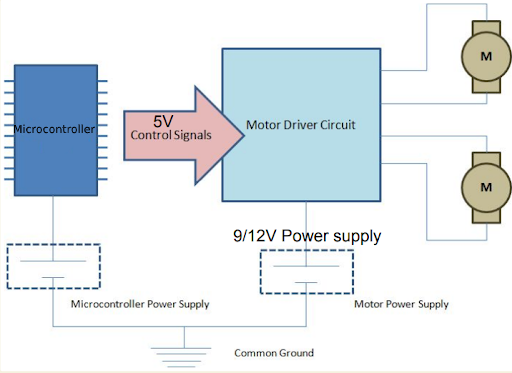 M
Microcontroller
5V
Control Signals
Motor Driver Circuit
M
9/12V Power supply
Microcontroller Power Supply
Motor Power Supply
Common Ground